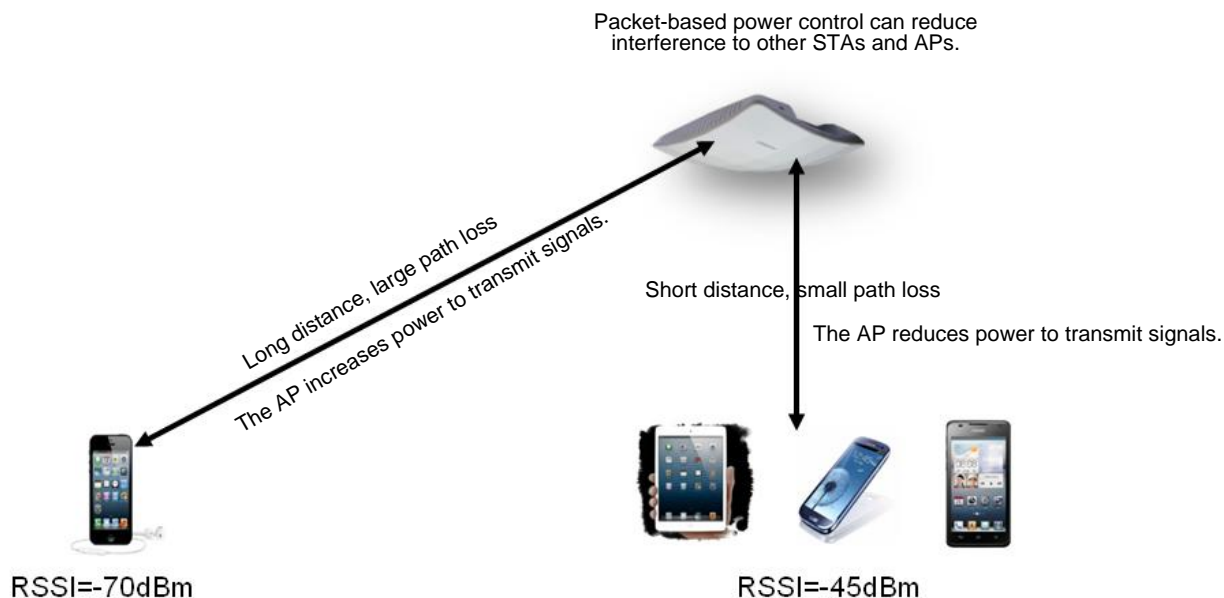 Packet-based power control can reduce
interference to other STAs and APs.
Long distance, large path loss
The AP increases power to transmit signals.
Short distance, small path loss
The AP reduces power to transmit signals.
RSSI=-70dBm
RSSI=-45dBm